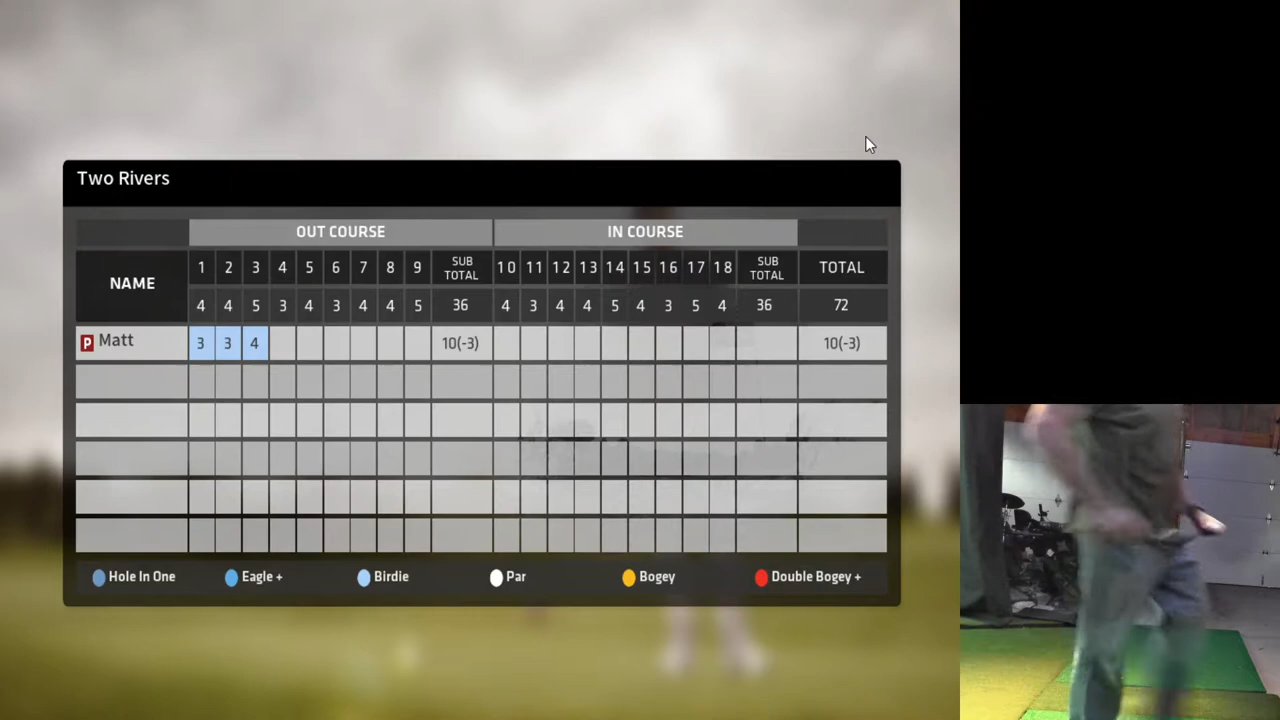 Two Rivers
OUT COURSE IN COURSE
NAME 1 2 3 4 5 6 7 8 9 SUB TOTAL 10 11 12 13 14 15 16 17 18 SUB TOTAL TOTAL
4 4 5 3 4 3 4 4 5 36 4 3 4 4 5 4 3 5 4 36 72
P Matt 3 3 4 10(-3) 10(-3)
Hole In One Eagle + Birdie Par Bogey Double Bogey +